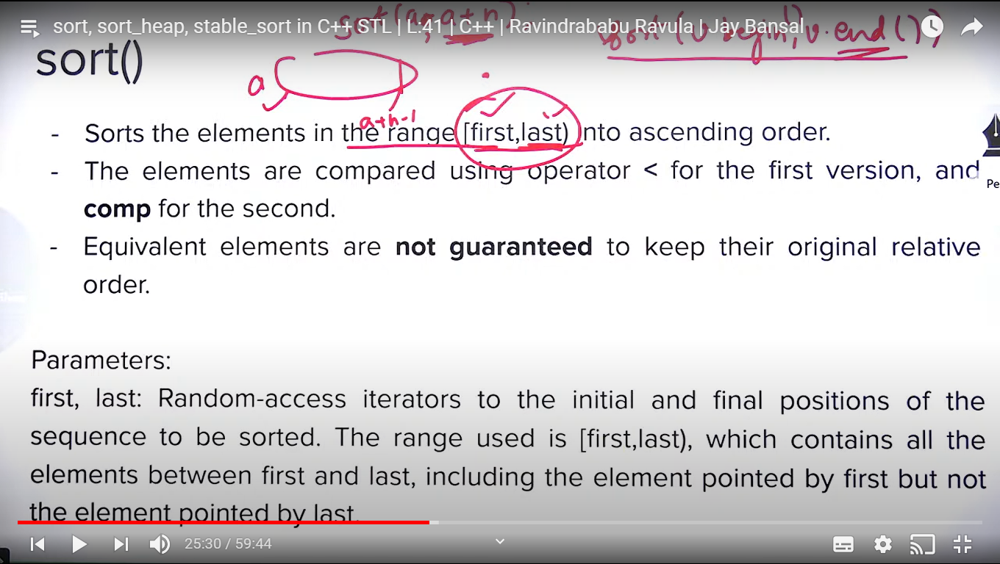 sort(a, a+n);
sort(v.begin(), v.end());
sort, sort_heap, stable_sort in C++ STL | L:41 | C++ | Ravindrababu Ravula | Jay Bansal
sort()
a
a+n-1
- Sorts the elements in the range [first,last) into ascending order.
- The elements are compared using operator < for the first version, and
comp for the second.
Pe
- Equivalent elements are not guaranteed to keep their original relative
order.
Parameters:
first, last: Random-access iterators to the initial and final positions of the
sequence to be sorted. The range used is [first,last), which contains all the
elements between first and last, including the element pointed by first but not
the element pointed by last.
25:30 / 59:44